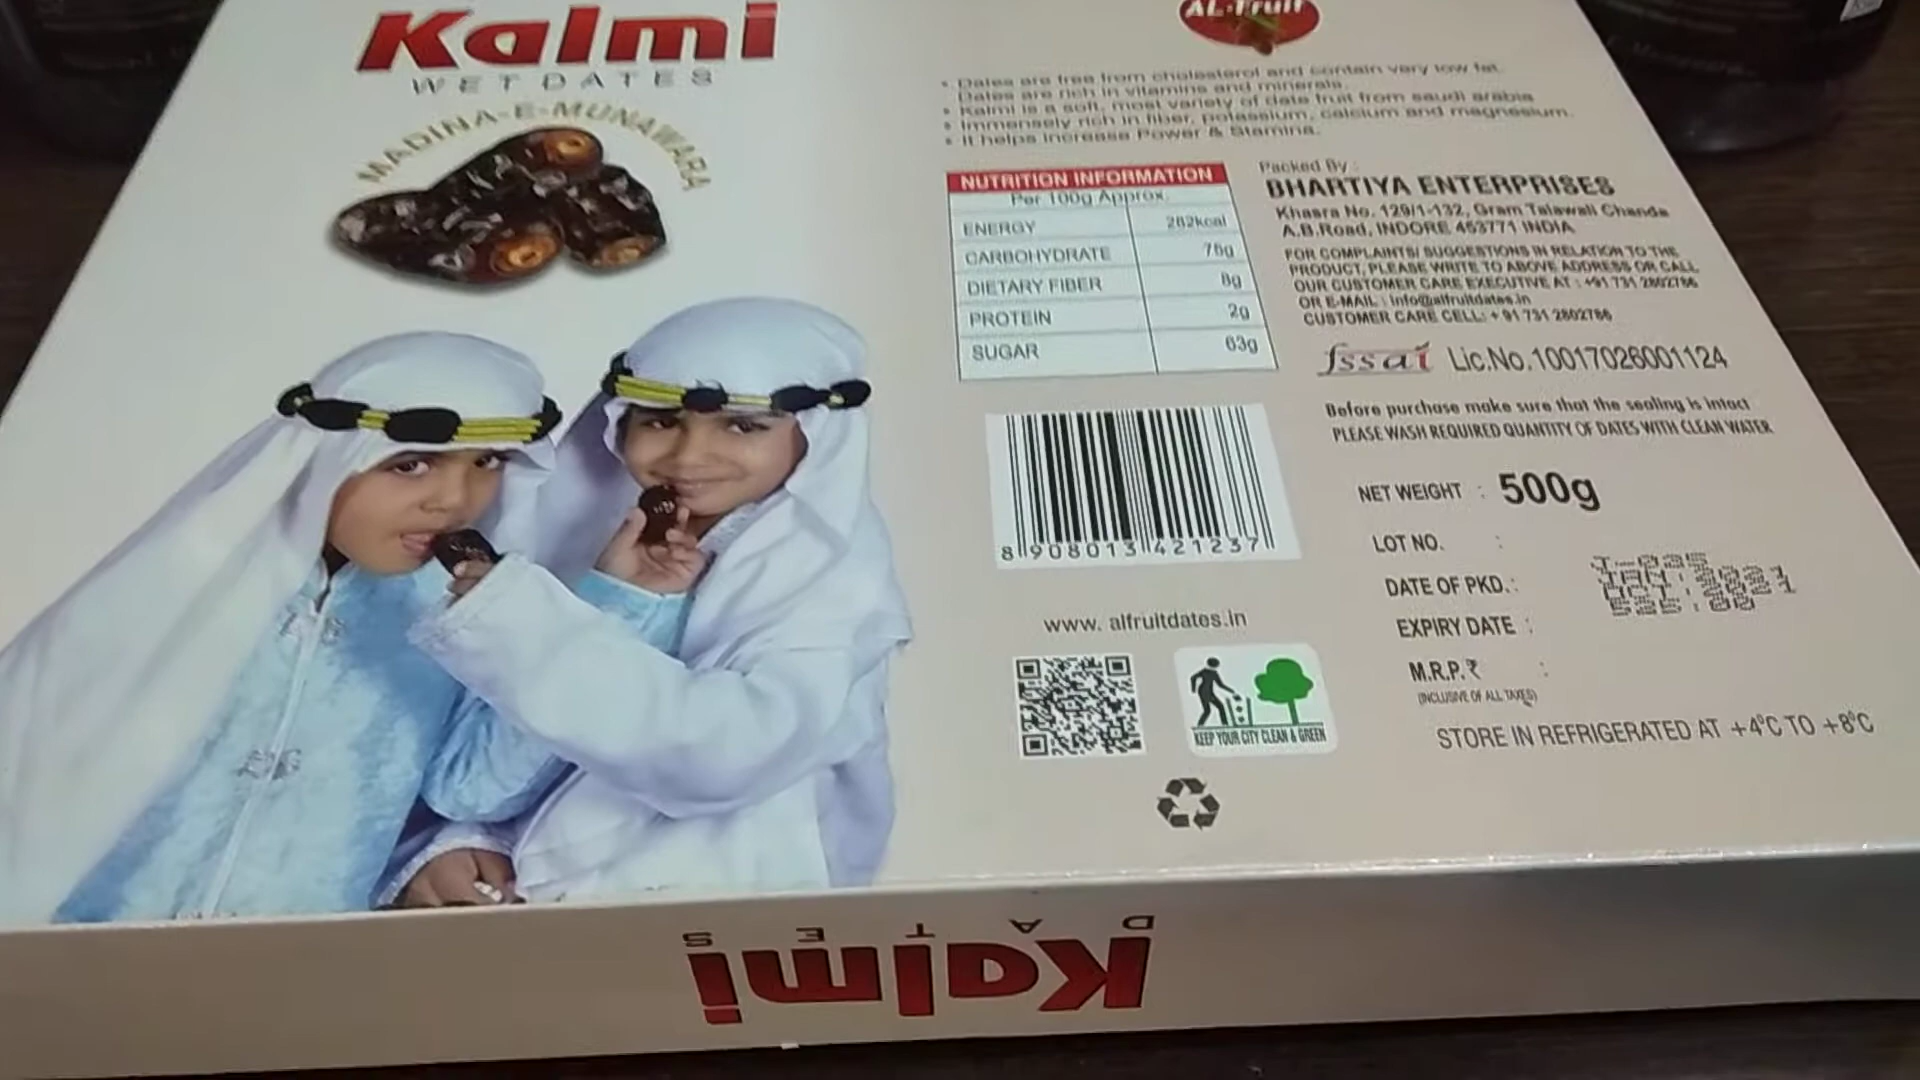 Kalmi
WET DATES
MADINA-E-MUNAWARA
AL-Fruit
• Dates are free from cholesterol and contain very low fat.
Dates are rich in vitamins and minerals.
• Kalmi is a soft, most variety of date fruit from saudi arabia
• Immensely rich in fiber, potassium, calcium and magnesium.
• It helps increase Power & Stamina.
NUTRITION INFORMATION
Per 100g Approx
ENERGY 282kcal
CARBOHYDRATE 75g
DIETARY FIBER 8g
PROTEIN 2g
SUGAR 63g
Packed By :
BHARTIYA ENTERPRISES
Khasra No. 129/1-132, Gram Talawali Chanda
A.B.Road, INDORE 453771 INDIA
FOR COMPLAINTS/ SUGGESTIONS IN RELATION TO THE
PRODUCT, PLEASE WRITE TO ABOVE ADDRESS OR CALL
OUR CUSTOMER CARE EXECUTIVE AT : +91 731 2802786
OR E-MAIL : info@alfruitdates.in
CUSTOMER CARE CELL: + 91 731 2802786
fssai Lic.No.10017026001124
Before purchase make sure that the sealing is intact
PLEASE WASH REQUIRED QUANTITY OF DATES WITH CLEAN WATER
8 908013 421237
NET WEIGHT : 500g
LOT NO. :
DATE OF PKD. :
EXPIRY DATE :
M.R.P.₹ :
(INCLUSIVE OF ALL TAXES)
STORE IN REFRIGERATED AT +4°C TO +8°C
www. alfruitdates.in
KEEP YOUR CITY CLEAN & GREEN
Kalmi
DATES